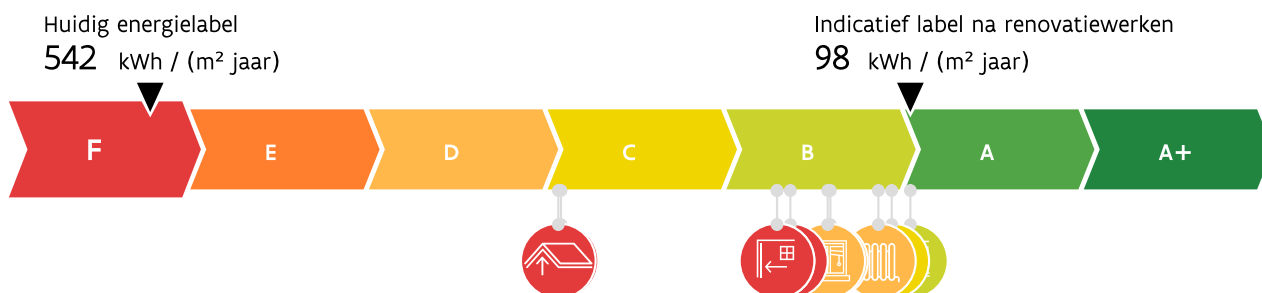 Huidig energielabel
542 kWh / (m² jaar)
Indicatief label na renovatiewerken
98 kWh / (m² jaar)
F E D C B A A+